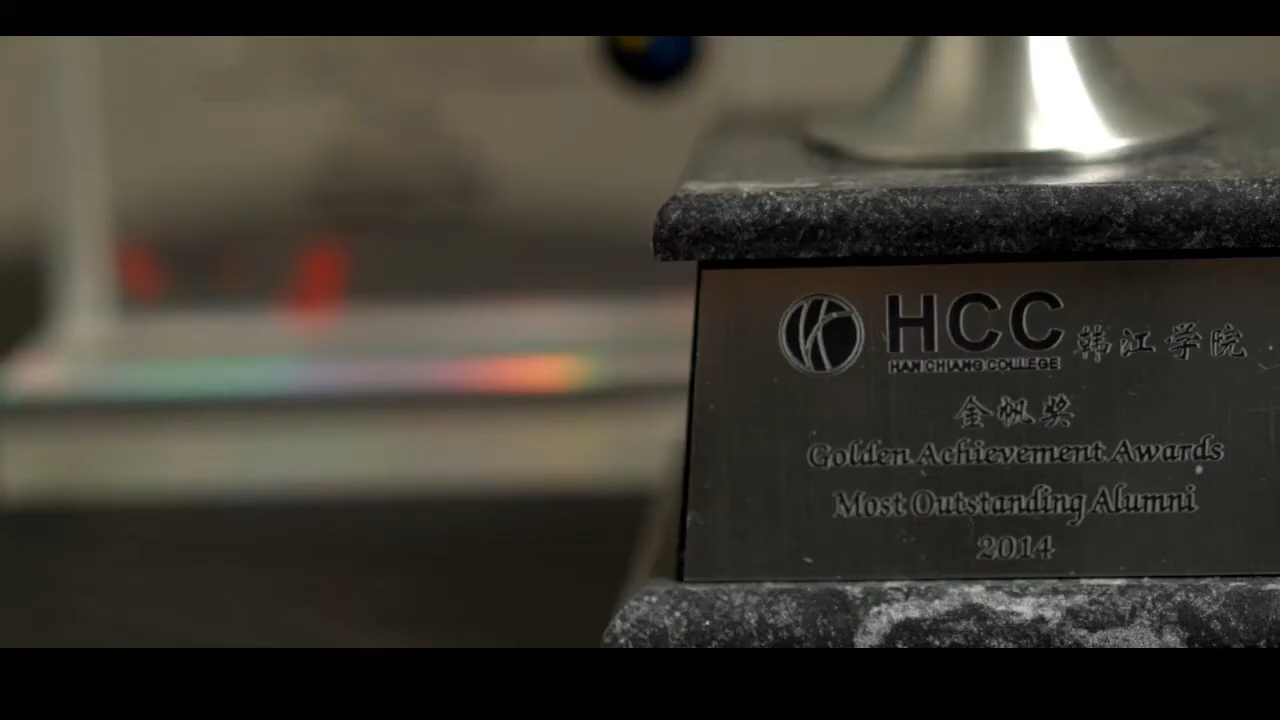 HCC 韩江学院
HAN CHIANG COLLEGE
金帆奖
Golden Achievement Awards
Most Outstanding Alumni
2014